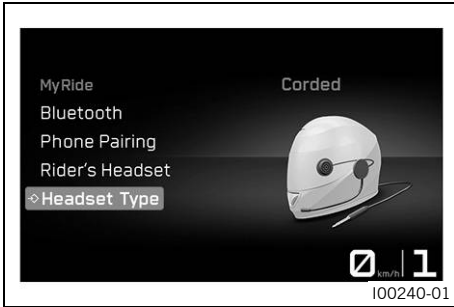 MyRide
Corded
Bluetooth
Phone Pairing
Rider's Headset
Headset Type
0 km/h 1
I00240-01